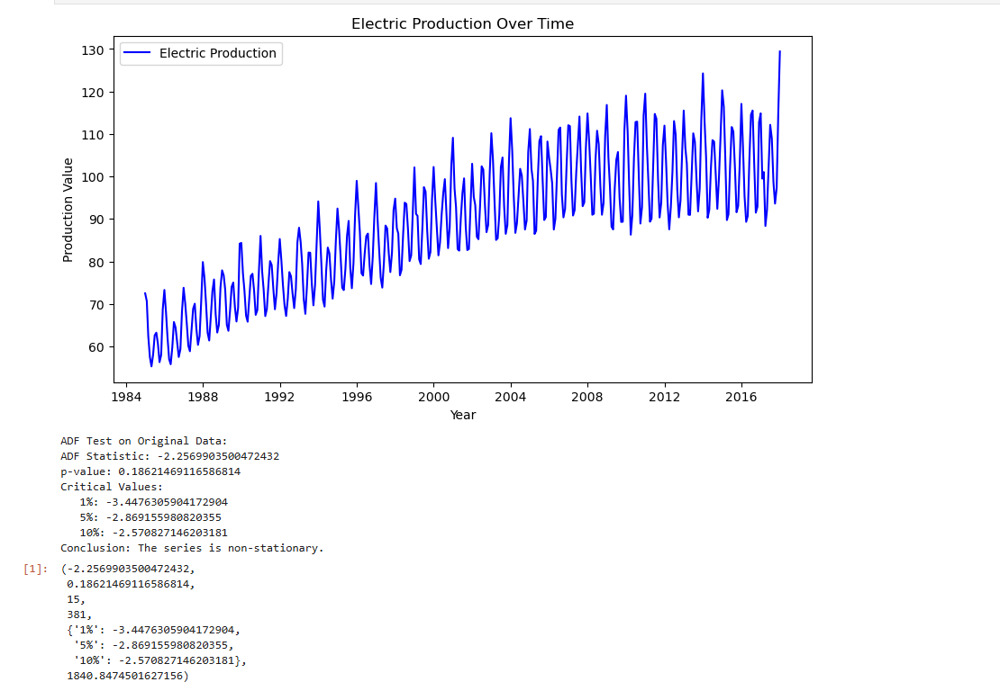 Electric Production Over Time
Electric Production
130
120
110
100
90
80
70
60
Production Value
1984 1988 1992 1996 2000 2004 2008 2012 2016
Year
ADF Test on Original Data:
ADF Statistic: -2.2569903500472432
p-value: 0.18621469116586814
Critical Values:
1%: -3.4476305904172904
5%: -2.869155980820355
10%: -2.570827146203181
Conclusion: The series is non-stationary.
[1]: (-2.2569903500472432,
0.18621469116586814,
15,
381,
{'1%': -3.4476305904172904,
'5%': -2.869155980820355,
'10%': -2.570827146203181},
1840.8474501627156)